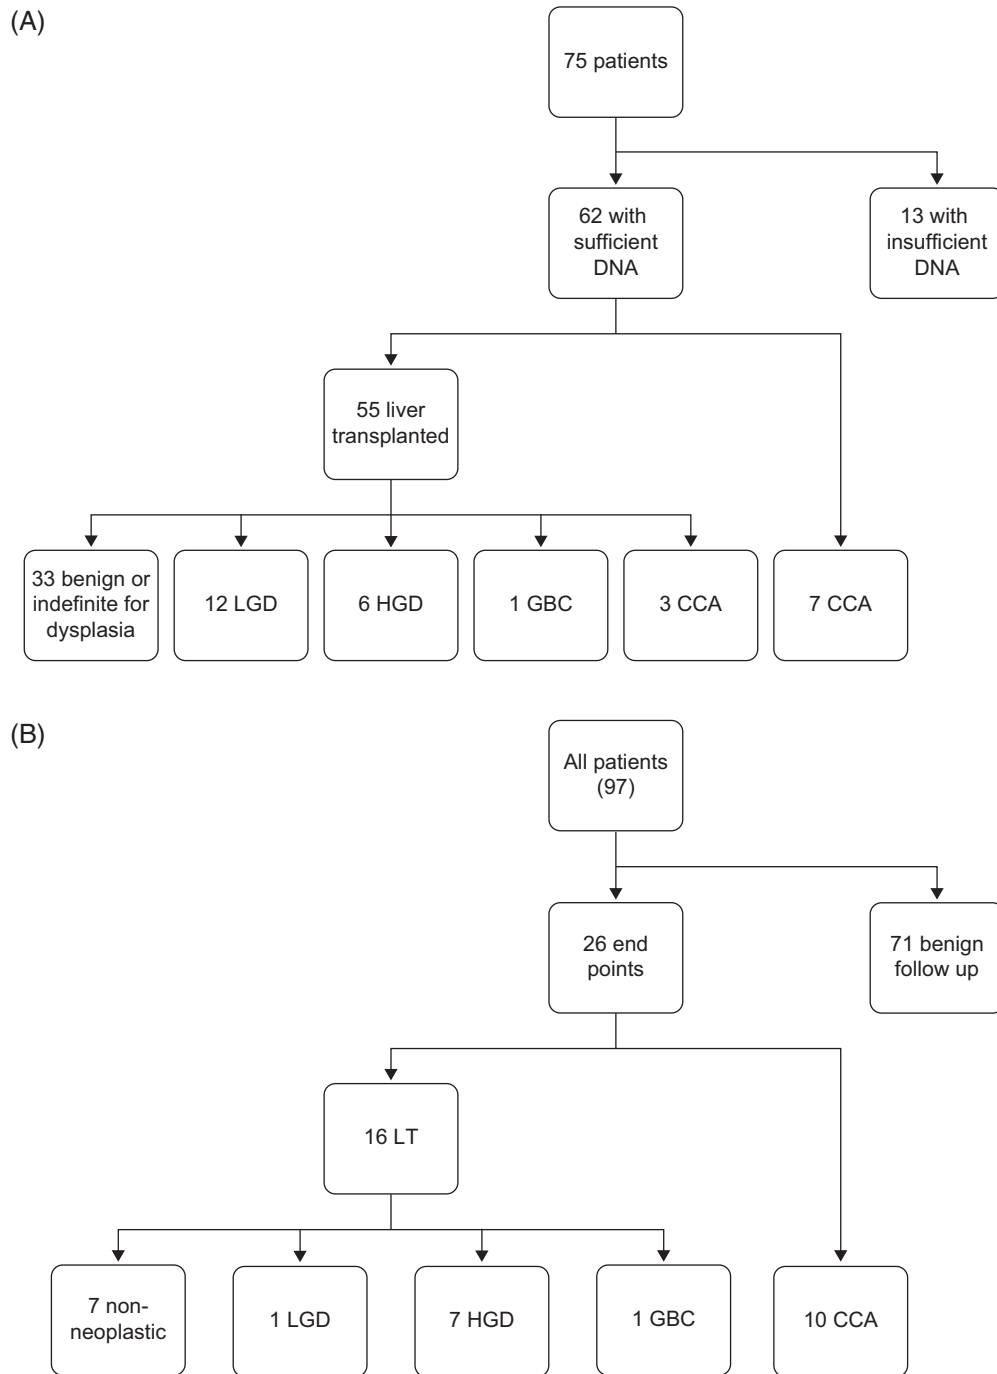 (A)
75 patients
62 with
sufficient
DNA
13 with
insufficient
DNA
55 liver
transplanted
33 benign or
indefinite for
dysplasia
12 LGD
6 HGD
1 GBC
3 CCA
7 CCA
(B)
All patients
(97)
26 end
points
71 benign
follow up
16 LT
7 non-
neoplastic
1 LGD
7 HGD
1 GBC
10 CCA